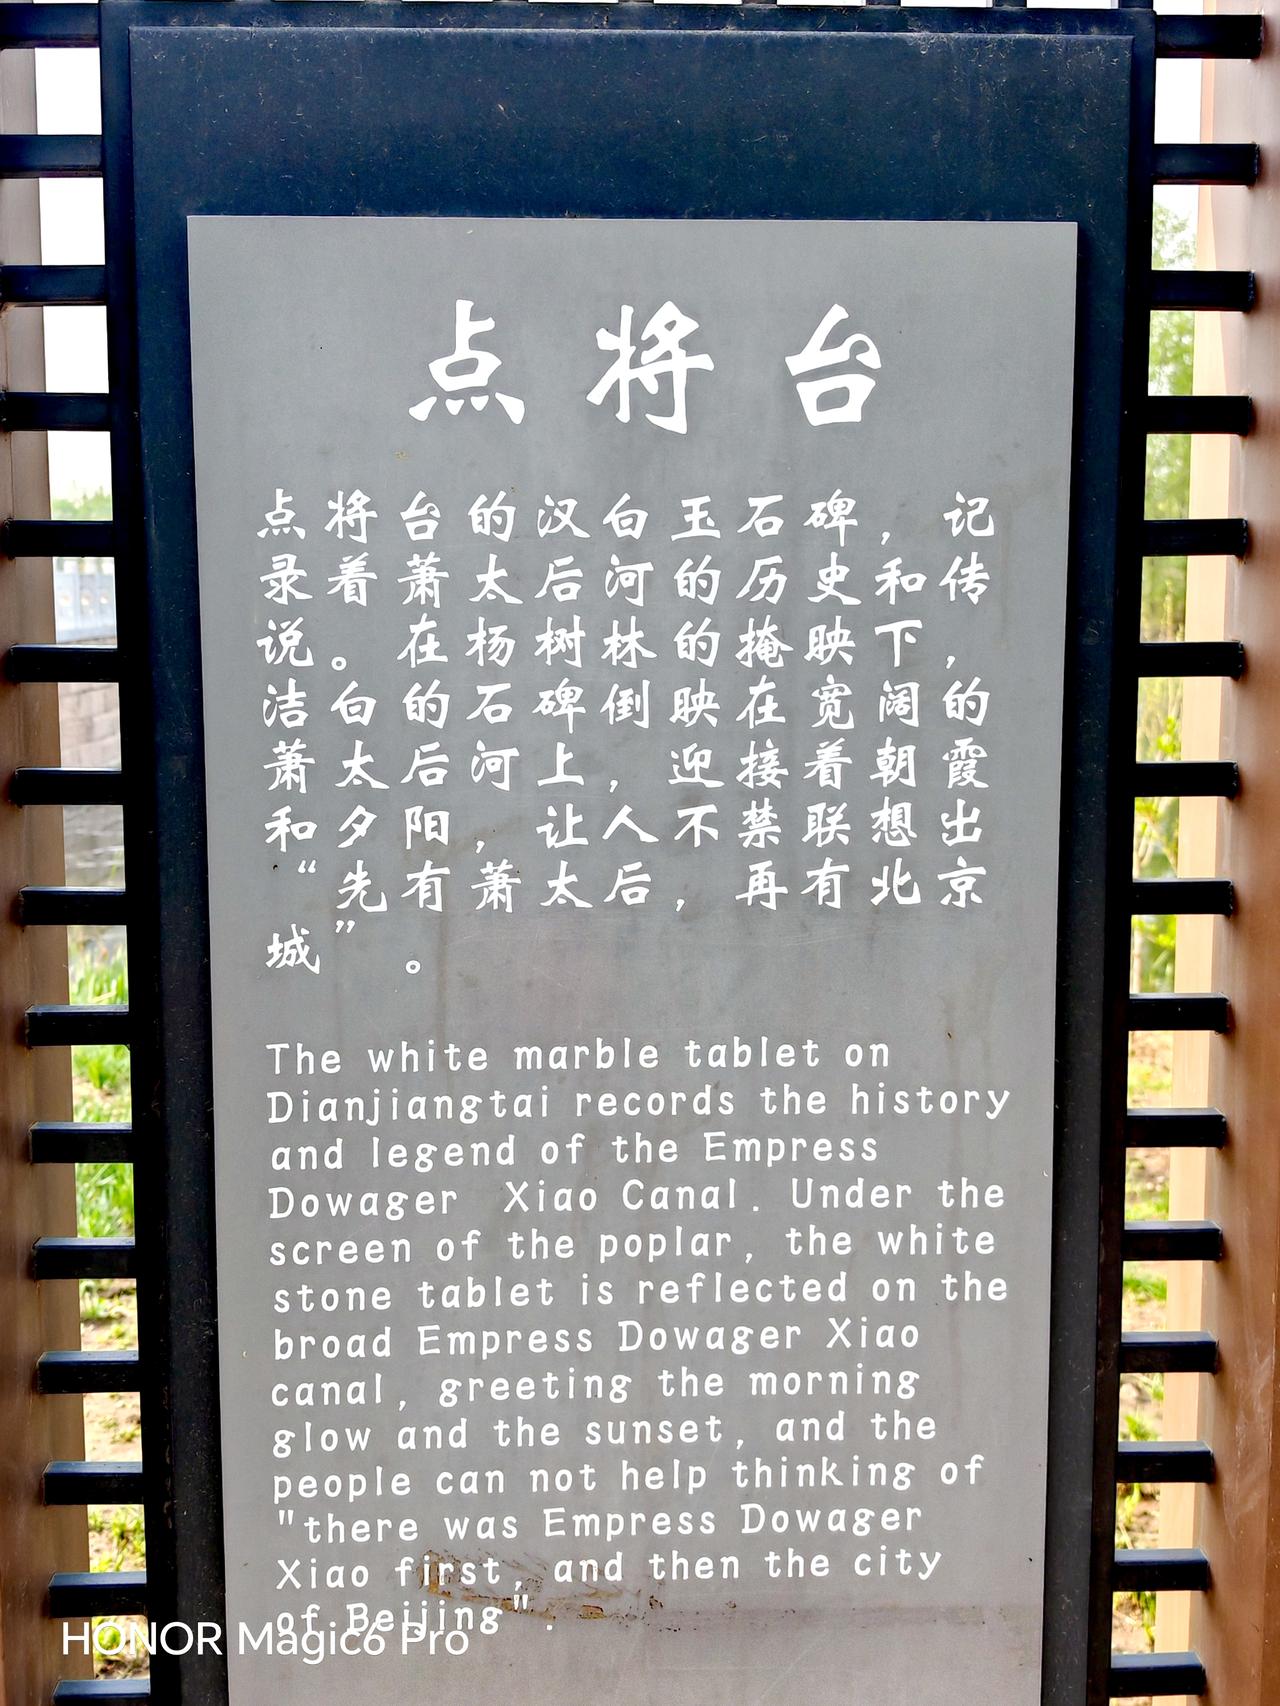 点将台
点将台的汉白玉石碑，记
录着萧太后河的历史和传
说。在杨树林的掩映下，
洁白的石碑倒映在宽阔的
萧太后河上，迎接着朝霞
和夕阳，让人不禁联想出
“先有萧太后，再有北京
城”。
The white marble tablet on
Dianjiangtai records the history
and legend of the Empress
Dowager Xiao Canal. Under the
screen of the poplar, the white
stone tablet is reflected on the
broad Empress Dowager Xiao
canal, greeting the morning
glow and the sunset, and the
people can not help thinking of
"there was Empress Dowager
Xiao first, and then the city
of Beijing".
HONOR Magic6 Pro